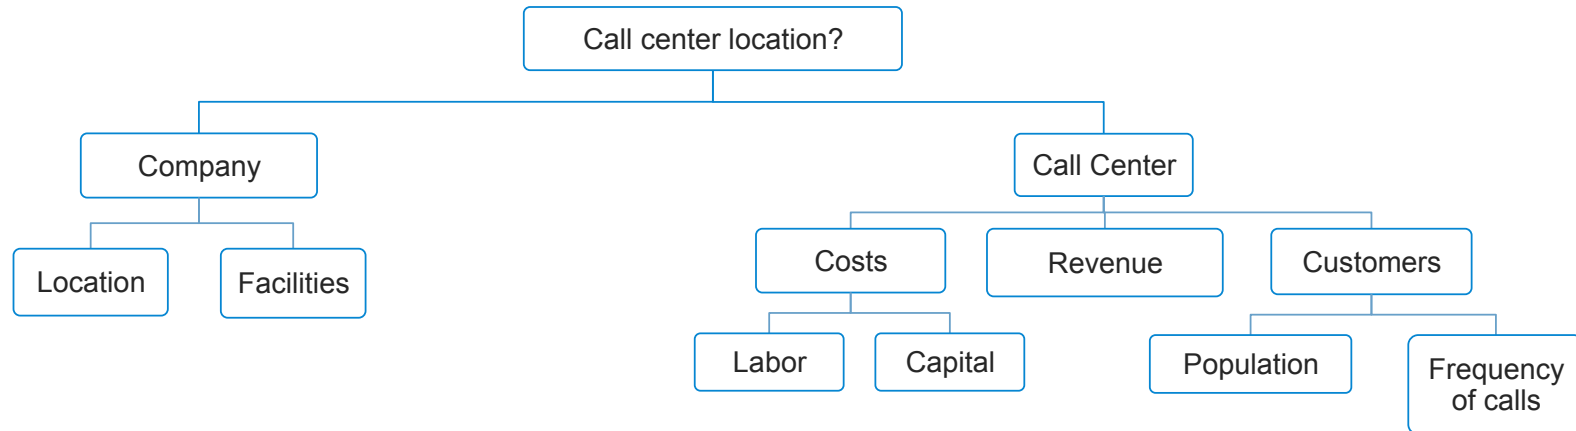 Call center location?
Company
Call Center
Location
Facilities
Costs
Revenue
Customers
Labor
Capital
Population
Frequency
of calls